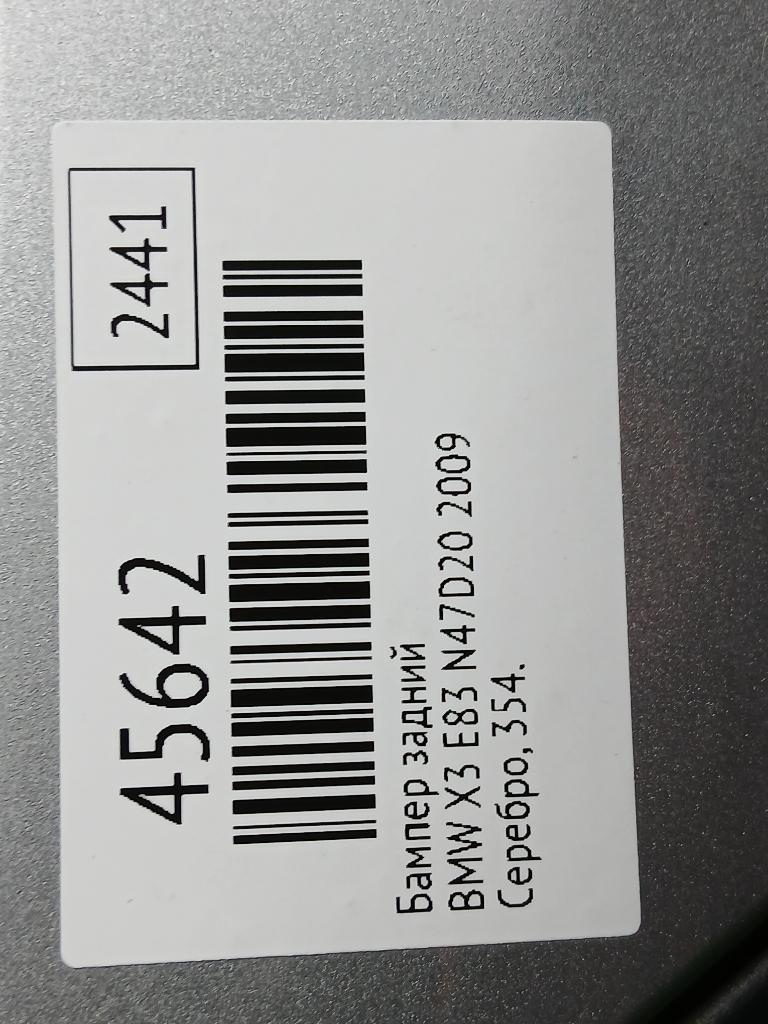 45642
2441
Бампер задний
BMW X3 E83 N47D20 2009
Серебро, 354.